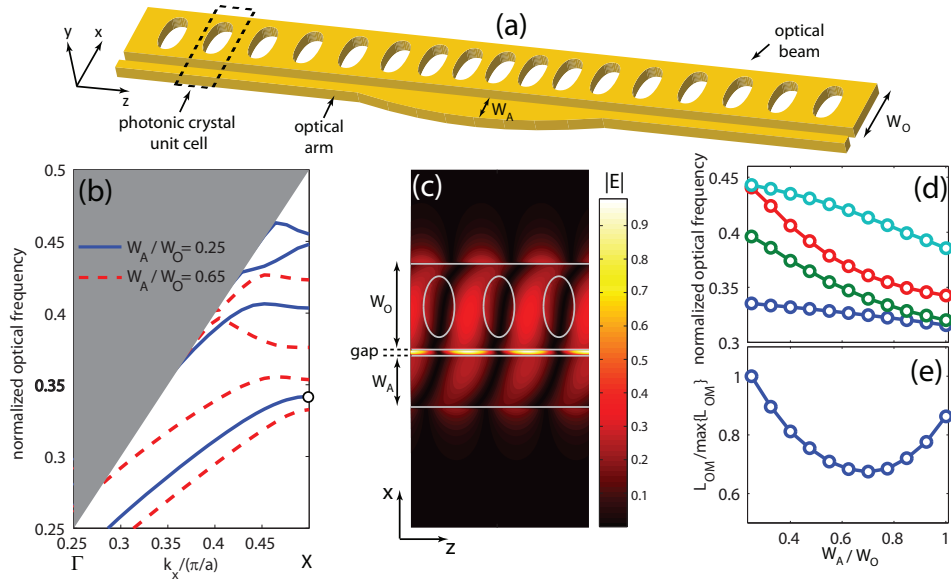 (a)
y
x
z
optical
beam
W_A
W_O
photonic crystal
unit cell
optical
arm
(b)
normalized optical frequency
0.5
0.45
0.4
0.35
0.3
0.25
W_A / W_O = 0.25
W_A / W_O = 0.65
0.25
0.3
0.35
0.4
0.45
Γ
k_x/(π/a)
X
(c)
|E|
W_O
gap
W_A
x
z
0.9
0.8
0.7
0.6
0.5
0.4
0.3
0.2
0.1
(d)
normalized optical frequency
0.45
0.4
0.35
0.3
(e)
L_OM/max{L_OM}
1
0.8
0.6
0.4
0.6
0.8
1
W_A/W_O